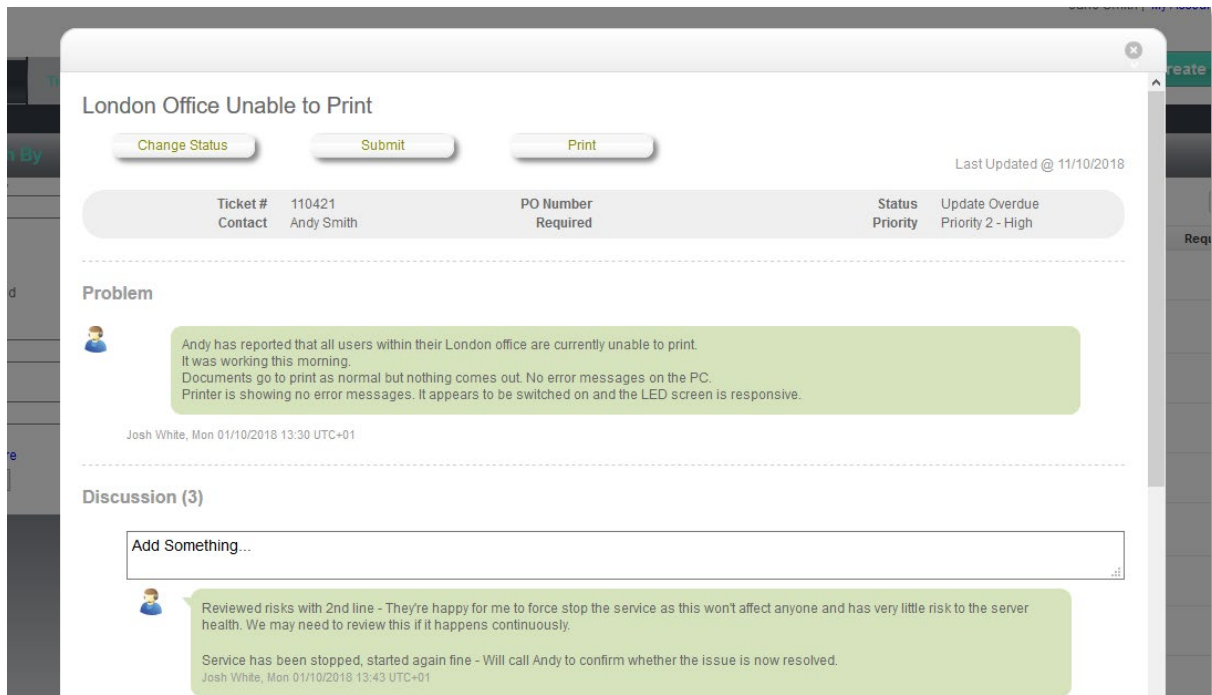 London Office Unable to Print
Change Status Submit Print
Last Updated @ 11/10/2018
Ticket # 110421 PO Number Status Update Overdue
Contact Andy Smith Required Priority Priority 2 - High
Problem
Andy has reported that all users within their London office are currently unable to print.
It was working this morning.
Documents go to print as normal but nothing comes out. No error messages on the PC.
Printer is showing no error messages. It appears to be switched on and the LED screen is responsive.
Josh White, Mon 01/10/2018 13:30 UTC+01
Discussion (3)
Add Something...
Reviewed risks with 2nd line - They're happy for me to force stop the service as this won't affect anyone and has very little risk to the server
health. We may need to review this if it happens continuously.
Service has been stopped, started again fine - Will call Andy to confirm whether the issue is now resolved.
Josh White, Mon 01/10/2018 13:43 UTC+01